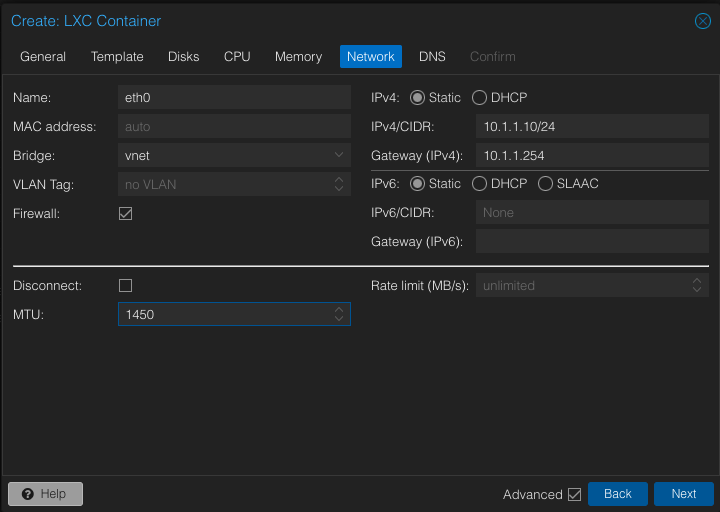 Create: LXC Container
General Template Disks CPU Memory Network DNS Confirm
Name: eth0
MAC address: auto
Bridge: vnet
VLAN Tag: no VLAN
Firewall:
IPv4: Static DHCP
IPv4/CIDR: 10.1.1.10/24
Gateway (IPv4): 10.1.1.254
IPv6: Static DHCP SLAAC
IPv6/CIDR: None
Gateway (IPv6):
Disconnect:
MTU: 1450
Rate limit (MB/s): unlimited
Help
Advanced Back Next